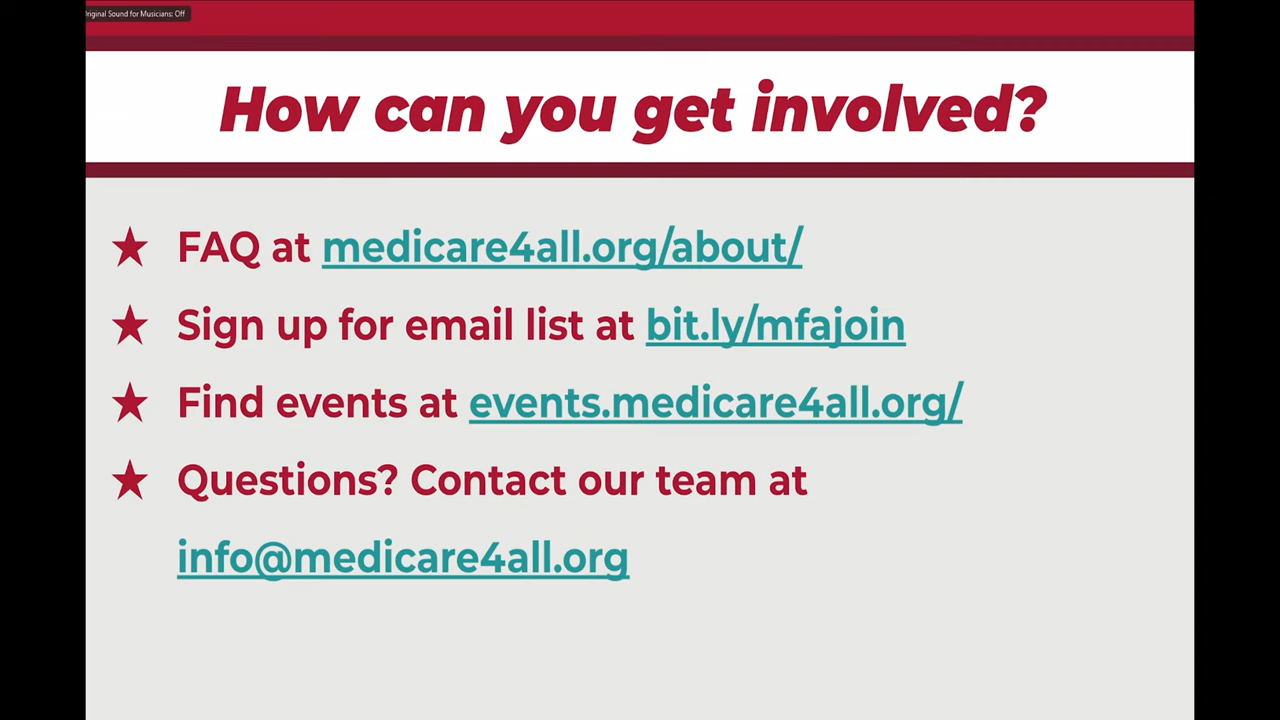 riginal Sound for Musicians: Off
How can you get involved?
FAQ at medicare4all.org/about/
Sign up for email list at bit.ly/mfajoin
Find events at events.medicare4all.org/
Questions? Contact our team at
info@medicare4all.org